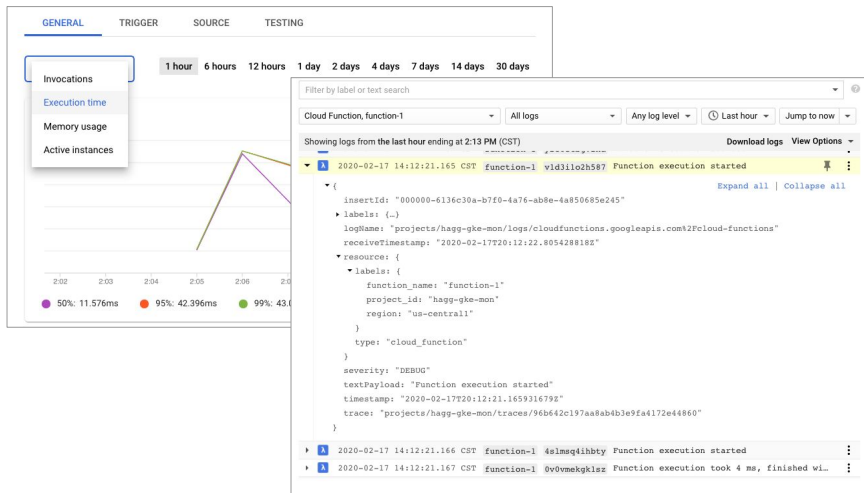 GENERAL TRIGGER SOURCE TESTING
1 hour 6 hours 12 hours 1 day 2 days 4 days 7 days 14 days 30 days
Invocations
Execution time
Memory usage
Active instances
2:02 2:03 2:04 2:05 2:06
50%: 11.576ms 95%: 42.396ms 99%: 43.0
Filter by label or text search
Cloud Function, function-1 All logs Any log level Last hour Jump to now
Showing logs from the last hour ending at 2:13 PM (CST) Download logs View Options
2020-02-17 14:12:21.165 CST function-1 vld3ilo2h587 Function execution started
{ Expand all | Collapse all
insertId: "000000-6136c30a-b7f0-4a76-ab8e-4a850685e245"
labels: {…}
logName: "projects/hagg-gke-mon/logs/cloudfunctions.googleapis.com%2Fcloud-functions"
receiveTimestamp: "2020-02-17T20:12:22.805428818Z"
resource: {
labels: {
function_name: "function-1"
project_id: "hagg-gke-mon"
region: "us-central1"
}
type: "cloud_function"
}
severity: "DEBUG"
textPayload: "Function execution started"
timestamp: "2020-02-17T20:12:21.165931679Z"
trace: "projects/hagg-gke-mon/traces/96b642c197aa8ab4b3e9fa4172e44860"
}
2020-02-17 14:12:21.166 CST function-1 4slmsq4ihbty Function execution started
2020-02-17 14:12:21.167 CST function-1 0v0vmekgklsz Function execution took 4 ms, finished wi…